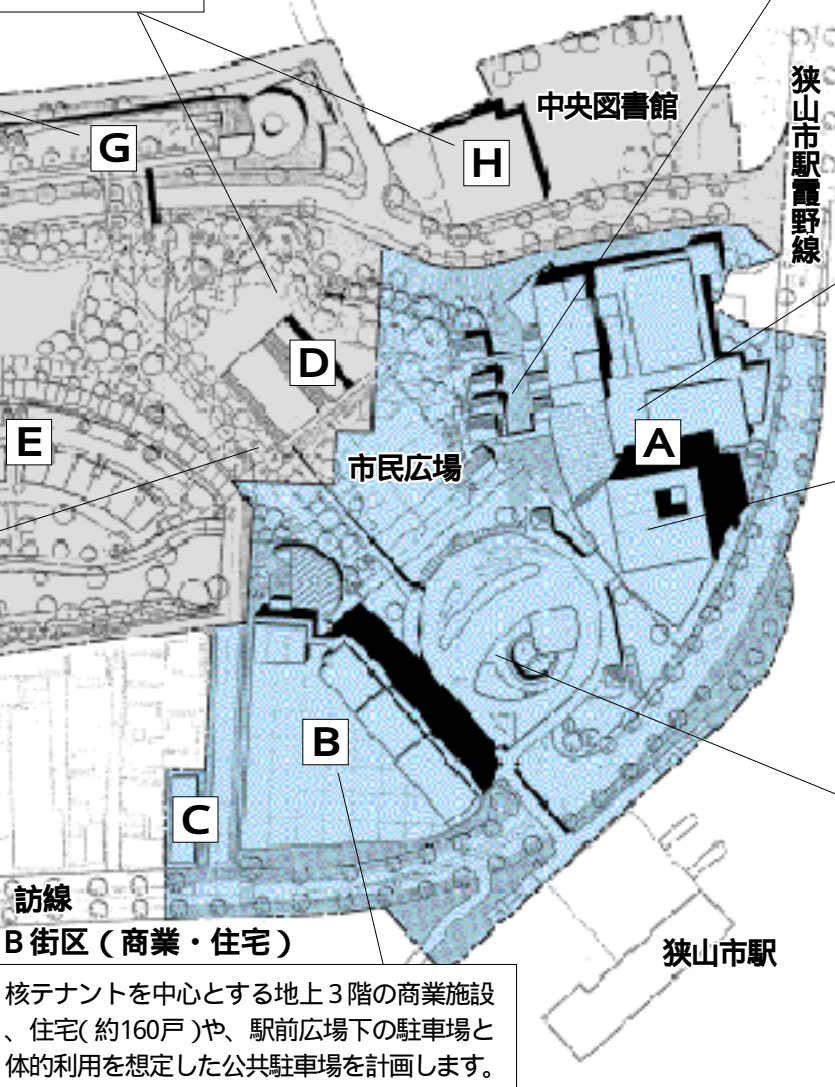 中央図書館
狭山市駅霞野線
G
H
D
E
A
市民広場
B
C
訪線
狭山市駅
B街区（商業・住宅）
核テナントを中心とする地上３階の商業施設
、住宅(約160戸)や、駅前広場下の駐車場と
体的利用を想定した公共駐車場を計画します。